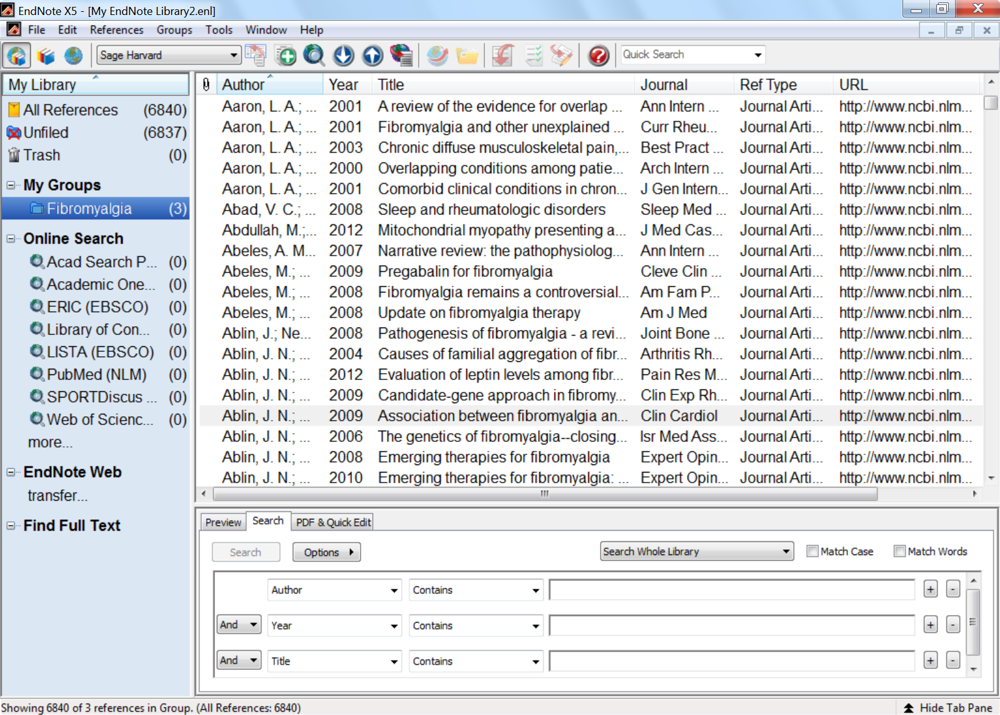 EndNote X5 - [My EndNote Library2.enl]
File Edit References Groups Tools Window Help
Sage Harvard Quick Search
My Library
All References (6840)
Unfiled (6837)
Trash (0)
My Groups
Fibromyalgia (3)
Online Search
Acad Search P... (0)
Academic One... (0)
ERIC (EBSCO) (0)
Library of Con... (0)
LISTA (EBSCO) (0)
PubMed (NLM) (0)
SPORTDiscus ... (0)
Web of Scienc... (0)
more...
EndNote Web
transfer...
Find Full Text
Author Year Title Journal Ref Type URL
Aaron, L. A.; ... 2001 A review of the evidence for overlap ... Ann Intern ... Journal Arti... http://www.ncbi.nlm...
Aaron, L. A.; ... 2001 Fibromyalgia and other unexplained ... Curr Rheu... Journal Arti... http://www.ncbi.nlm...
Aaron, L. A.; ... 2003 Chronic diffuse musculoskeletal pain,... Best Pract ... Journal Arti... http://www.ncbi.nlm...
Aaron, L. A.; ... 2000 Overlapping conditions among patie... Arch Intern ... Journal Arti... http://www.ncbi.nlm...
Aaron, L. A.; ... 2001 Comorbid clinical conditions in chron... J Gen Intern... Journal Arti... http://www.ncbi.nlm...
Abad, V. C.; ... 2008 Sleep and rheumatologic disorders Sleep Med ... Journal Arti... http://www.ncbi.nlm...
Abdullah, M.;... 2012 Mitochondrial myopathy presenting a... J Med Cas... Journal Arti... http://www.ncbi.nlm...
Abeles, A. M... 2007 Narrative review: the pathophysiolog... Ann Intern ... Journal Arti... http://www.ncbi.nlm...
Abeles, M.; ... 2009 Pregabalin for fibromyalgia Cleve Clin ... Journal Arti... http://www.ncbi.nlm...
Abeles, M.; ... 2008 Fibromyalgia remains a controversial... Am Fam P... Journal Arti... http://www.ncbi.nlm...
Abeles, M.; ... 2008 Update on fibromyalgia therapy Am J Med Journal Arti... http://www.ncbi.nlm...
Ablin, J.; Ne... 2008 Pathogenesis of fibromyalgia - a revi... Joint Bone ... Journal Arti... http://www.ncbi.nlm...
Ablin, J. N.; ... 2004 Causes of familial aggregation of fibr... Arthritis Rh... Journal Arti... http://www.ncbi.nlm...
Ablin, J. N.; ... 2012 Evaluation of leptin levels among fibr... Pain Res M... Journal Arti... http://www.ncbi.nlm...
Ablin, J. N.; ... 2009 Candidate-gene approach in fibromy... Clin Exp Rh... Journal Arti... http://www.ncbi.nlm...
Ablin, J. N.; ... 2009 Association between fibromyalgia an... Clin Cardiol Journal Arti... http://www.ncbi.nlm...
Ablin, J. N.; ... 2006 The genetics of fibromyalgia--closing... Isr Med Ass... Journal Arti... http://www.ncbi.nlm...
Ablin, J. N.; ... 2008 Emerging therapies for fibromyalgia Expert Opin... Journal Arti... http://www.ncbi.nlm...
Ablin, J. N.; ... 2010 Emerging therapies for fibromyalgia: ... Expert Opin... Journal Arti... http://www.ncbi.nlm...
Preview Search PDF & Quick Edit
Search Options Search Whole Library Match Case Match Words
Author Contains + -
And Year Contains + -
And Title Contains + -
Showing 6840 of 3 references in Group. (All References: 6840) Hide Tab Pane